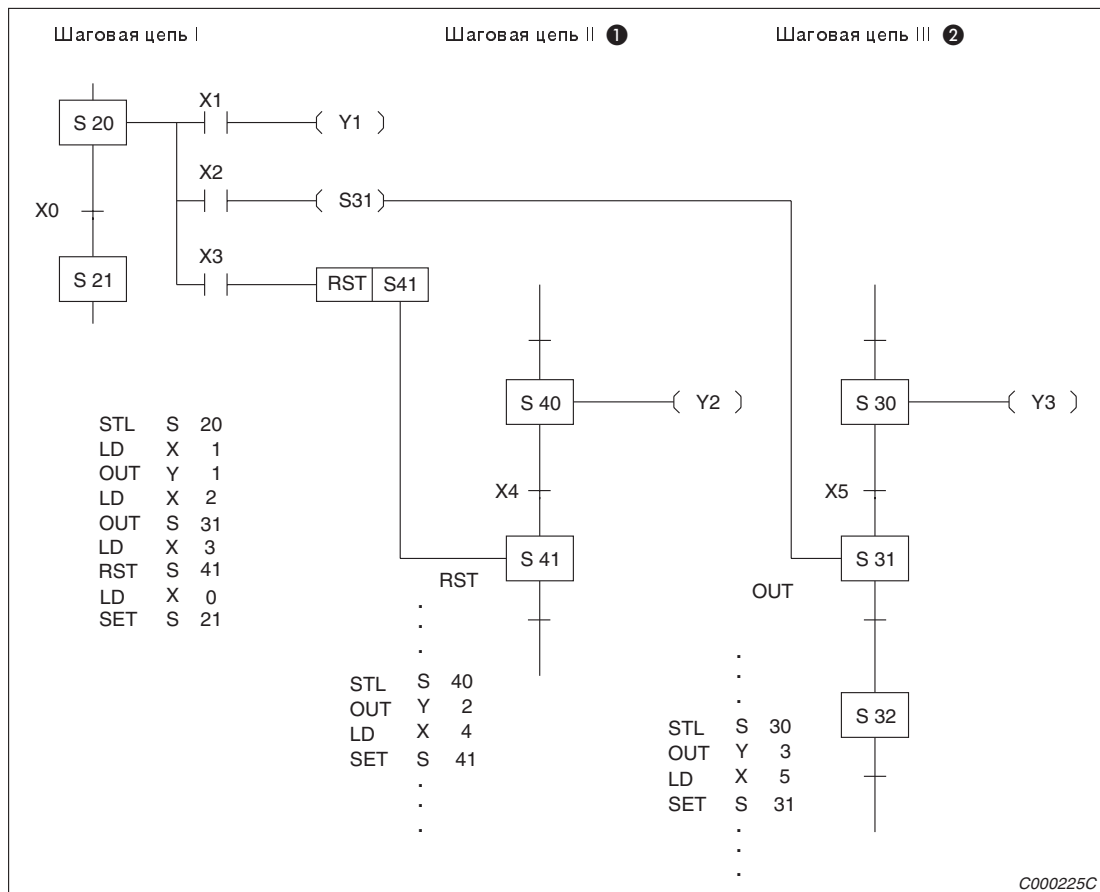 Шаговая цепь I
Шаговая цепь II ❶
Шаговая цепь III ❷
S 20
X1
Y1
X2
S31
X0
X3
S 21
RST S41
S 40
Y2
S 30
Y3
X4
X5
S 41
S 31
RST
OUT
S 32
STL S 20
LD X 1
OUT Y 1
LD X 2
OUT S 31
LD X 3
RST S 41
LD X 0
SET S 21
STL S 40
OUT Y 2
LD X 4
SET S 41
STL S 30
OUT Y 3
LD X 5
SET S 31
C000225C